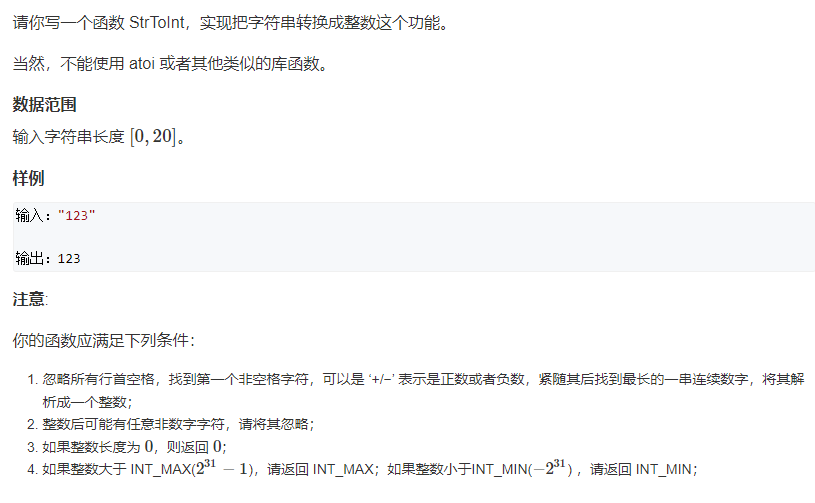 请你写一个函数 StrToInt，实现把字符串转换成整数这个功能。
当然，不能使用 atoi 或者其他类似的库函数。
数据范围
输入字符串长度 [0,20]。
样例
输入："123"
输出：123
注意:
你的函数应满足下列条件：
1. 忽略所有行首空格，找到第一个非空格字符，可以是 ‘+/−’ 表示是正数或者负数，紧随其后找到最长的一串连续数字，将其解
析成一个整数；
2. 整数后可能有任意非数字字符，请将其忽略；
3. 如果整数长度为 0，则返回 0；
4. 如果整数大于 INT_MAX(2³¹ − 1)，请返回 INT_MAX；如果整数小于INT_MIN(−2³¹) ，请返回 INT_MIN；